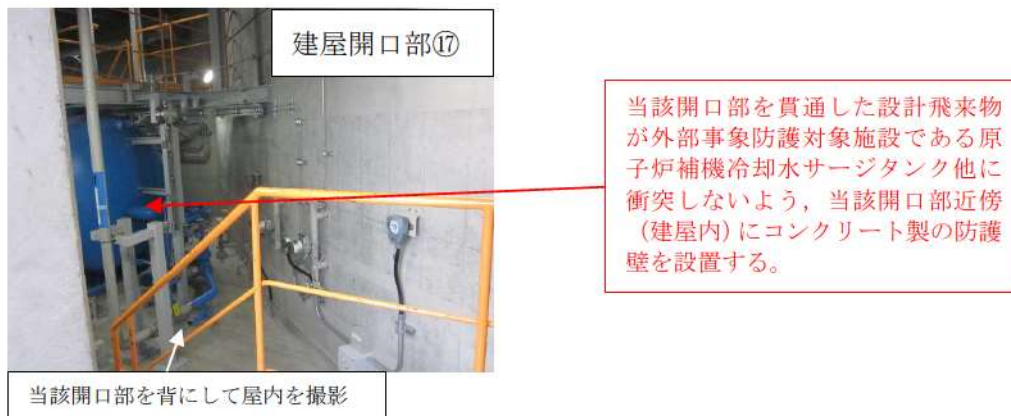 建屋開口部⑰
当該開口部を貫通した設計飛来物
が外部事象防護対象施設である原
子炉補機冷却水サージタンク他に
衝突しないよう，当該開口部近傍
（建屋内）にコンクリート製の防護
壁を設置する。
当該開口部を背にして屋内を撮影